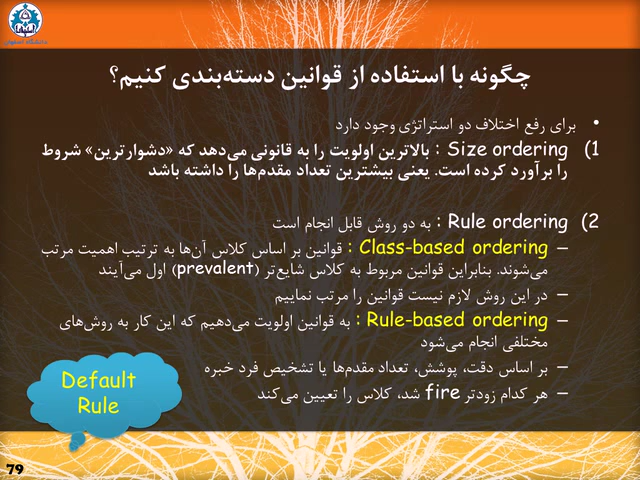 دانشگاه اصفهان
چگونه با استفاده از قوانین دسته‌بندی کنیم؟
• برای رفع اختلاف دو استراتژی وجود دارد
1) Size ordering : بالاترین اولویت را به قانونی می‌دهد که «دشوارترین» شروط
را برآورد کرده است. یعنی بیشترین تعداد مقدم‌ها را داشته باشد
2) Rule ordering : به دو روش قابل انجام است
– Class-based ordering : قوانین بر اساس کلاس آن‌ها به ترتیب اهمیت مرتب
می‌شوند. بنابراین قوانین مربوط به کلاس شایع‌تر (prevalent) اول می‌آیند
– در این روش لازم نیست قوانین را مرتب نماییم
– Rule-based ordering : به قوانین اولویت می‌دهیم که این کار به روش‌های
مختلفی انجام می‌شود
– بر اساس دقت، پوشش، تعداد مقدم‌ها یا تشخیص فرد خبره
– هر کدام زودتر fire شد، کلاس را تعیین می‌کند
Default
Rule
79